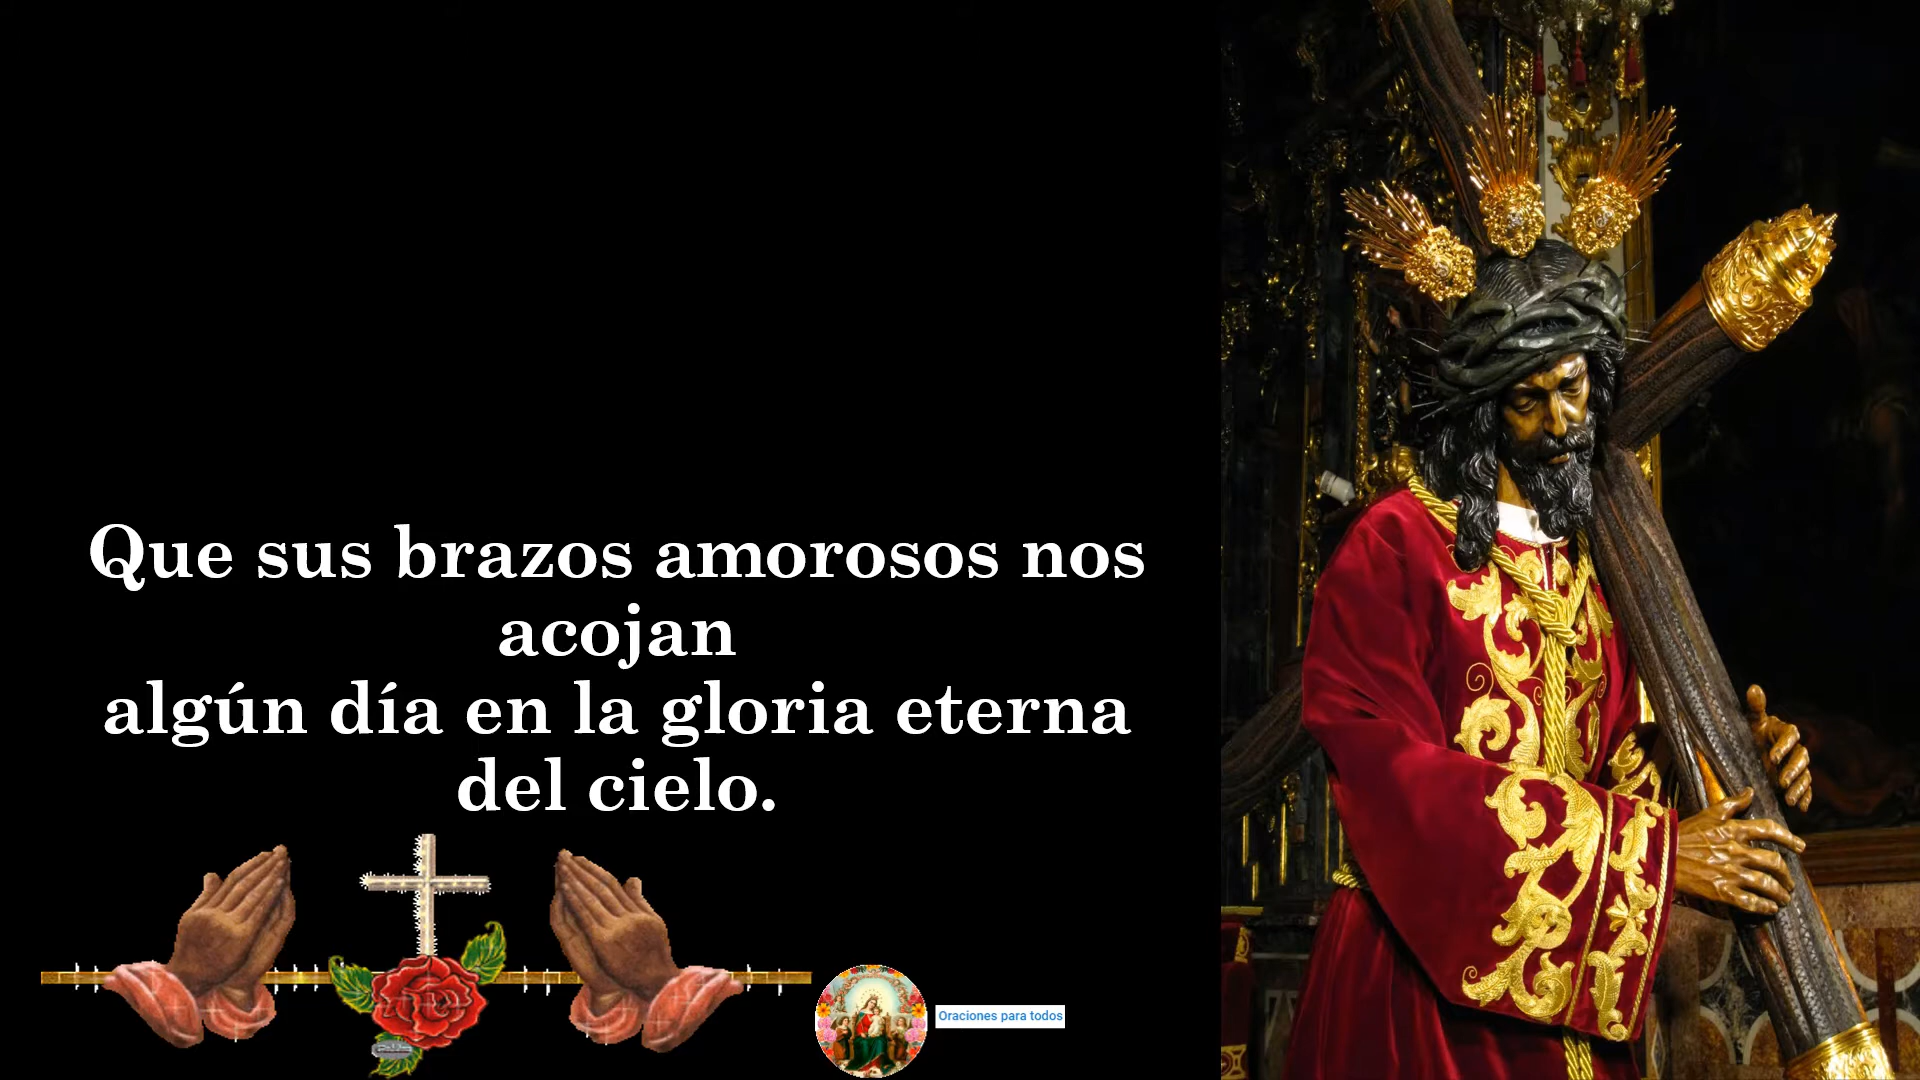 Que sus brazos amorosos nos
acojan
algún día en la gloria eterna
del cielo.
Oraciones para todos